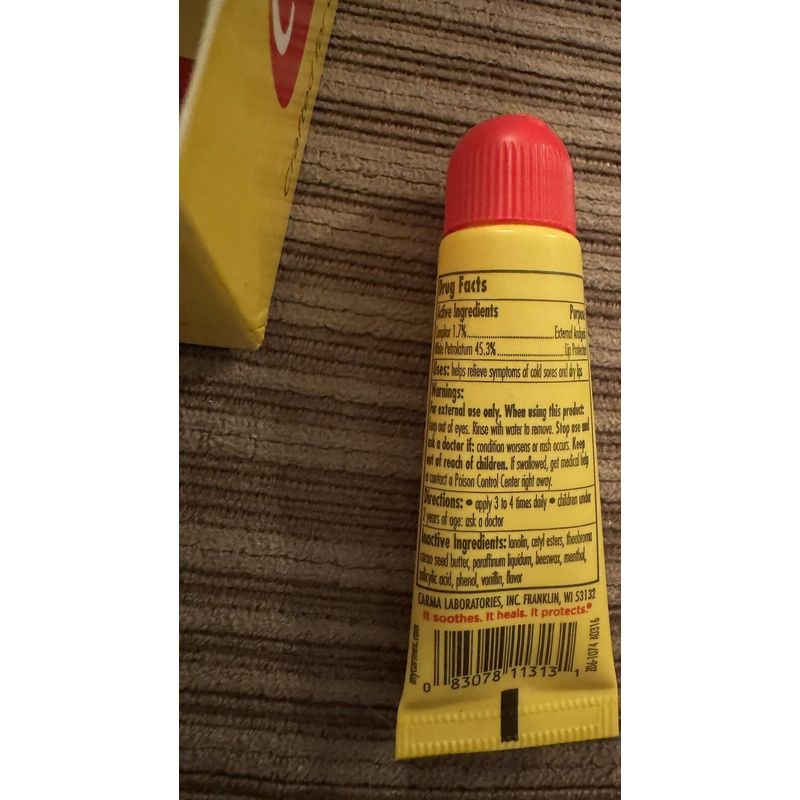 Drug Facts
Active Ingredients Purpose
Camphor 1.7%..........External Analgesic
White Petrolatum 45.3%..........Lip Protectant
Uses: helps relieve symptoms of cold sores and dry lips
Warnings:
For external use only. When using this product:
keep out of eyes. Rinse with water to remove. Stop use and
ask a doctor if: condition worsens or rash occurs. Keep
out of reach of children. If swallowed, get medical help
or contact a Poison Control Center right away.
Directions: • apply 3 to 4 times daily • children under
2 years of age: ask a doctor
Inactive Ingredients: lanolin, cetyl esters, theobroma
cacao seed butter, paraffinum liquidum, beeswax, menthol,
salicylic acid, phenol, vanillin, flavor
CARMA LABORATORIES, INC. FRANKLIN, WI 53132
It soothes. It heals. It protects.®
mycarmex.com
0 83078 11313 1
206-1074 A0316